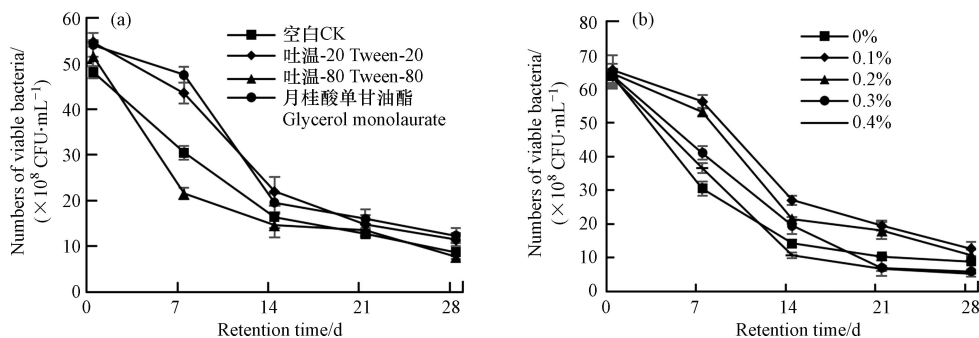 (a)
空白CK
吐温-20 Tween-20
吐温-80 Tween-80
月桂酸单甘油酯
Glycerol monolaurate
Numbers of viable bacteria/
(×10⁸ CFU·mL⁻¹)
60
50
40
30
20
10
0
0 7 14 21 28
Retention time/d
(b)
0%
0.1%
0.2%
0.3%
0.4%
Numbers of viable bacteria/
(×10⁸ CFU·mL⁻¹)
80
70
60
50
40
30
20
10
0
0 7 14 21 28
Retention time/d